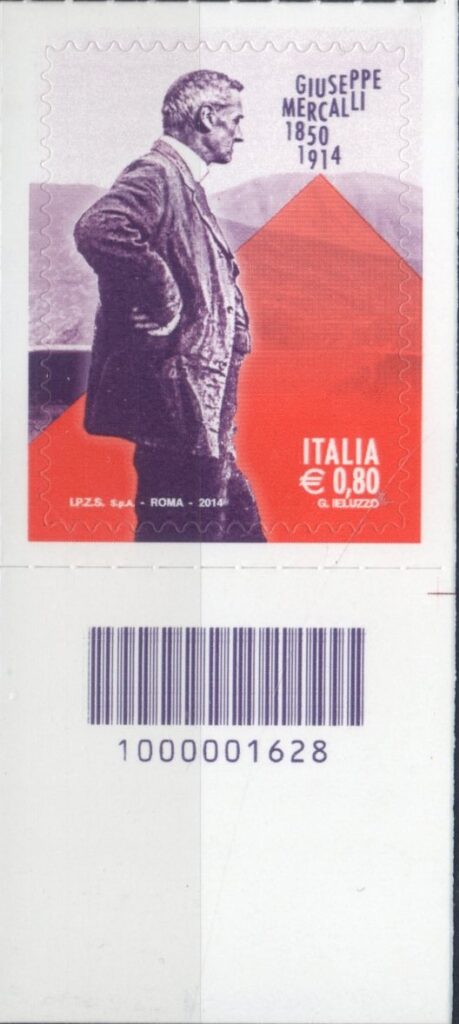 GIUSEPPE
MERCALLI
1850
1914
ITALIA
€ 0,80
G. IELUZZO
I.P.Z.S. S.p.A. - ROMA - 2014
1000001628